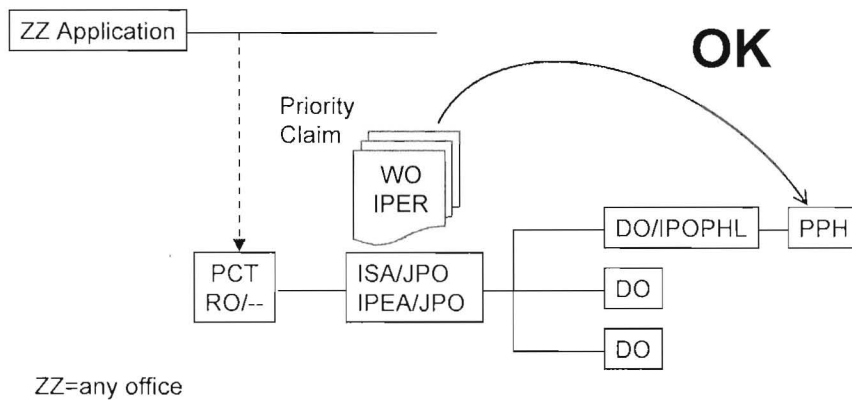 ZZ Application
OK
Priority
Claim
WO
IPER
DO/IPOPHL
PPH
PCT
RO/--
ISA/JPO
IPEA/JPO
DO
DO
ZZ=any office